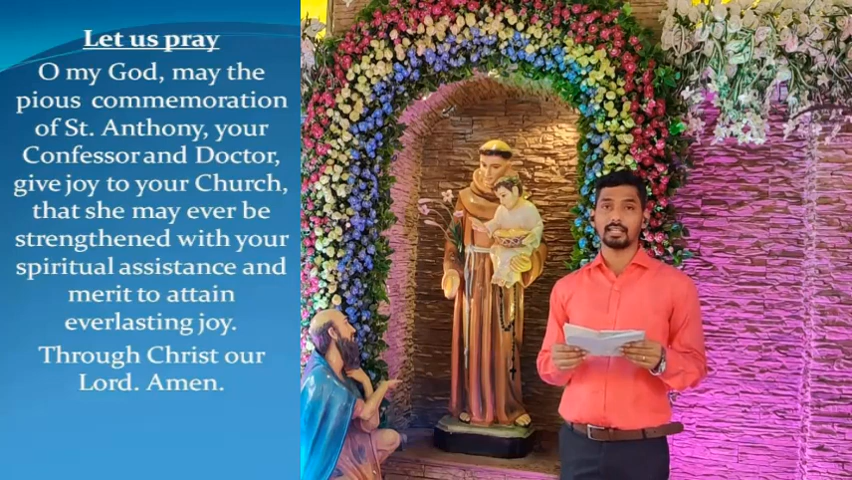 Let us pray
O my God, may the
pious commemoration
of St. Anthony, your
Confessor and Doctor,
give joy to your Church,
that she may ever be
strengthened with your
spiritual assistance and
merit to attain
everlasting joy.
Through Christ our
Lord. Amen.